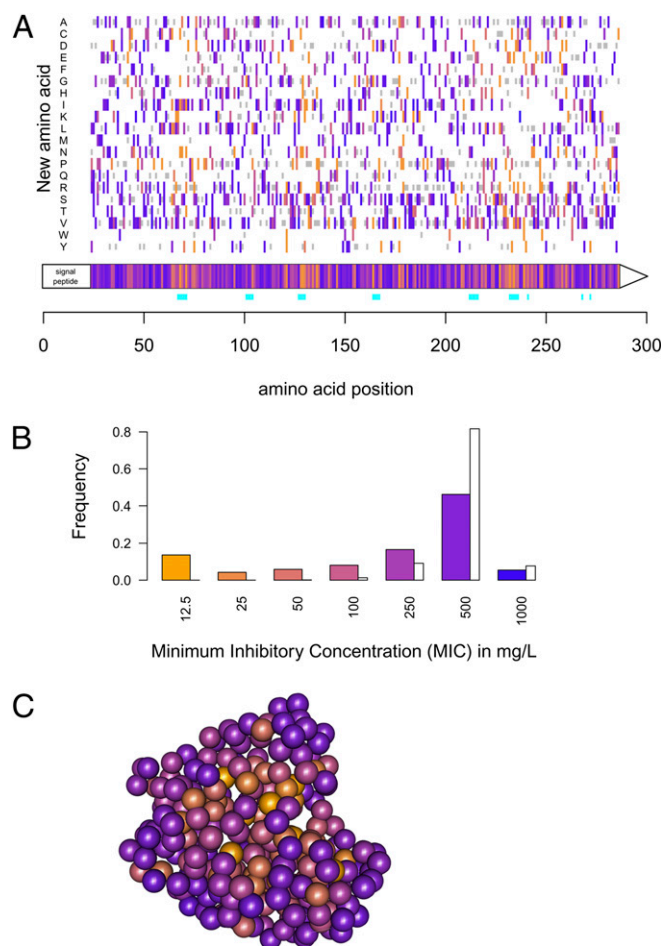 A
New amino acid
A
C
D
E
F
G
H
I
K
L
M
N
P
Q
R
S
T
V
W
Y
signal
peptide
0 50 100 150 200 250 300
amino acid position
B
Frequency
0.8
0.6
0.4
0.2
0.0
12.5 25 50 100 250 500 1000
Minimum Inhibitory Concentration (MIC) in mg/L
C